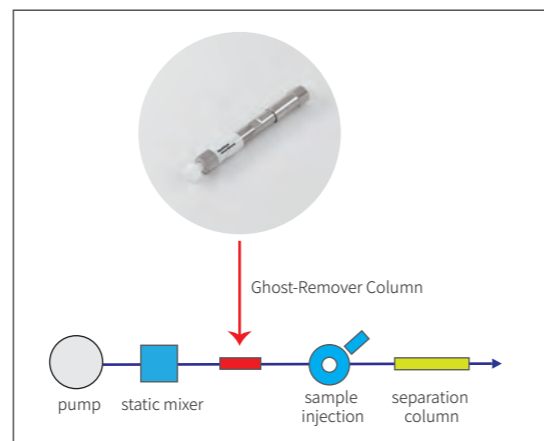 Ghost-Remover Column
pump
static mixer
sample
injection
separation
column